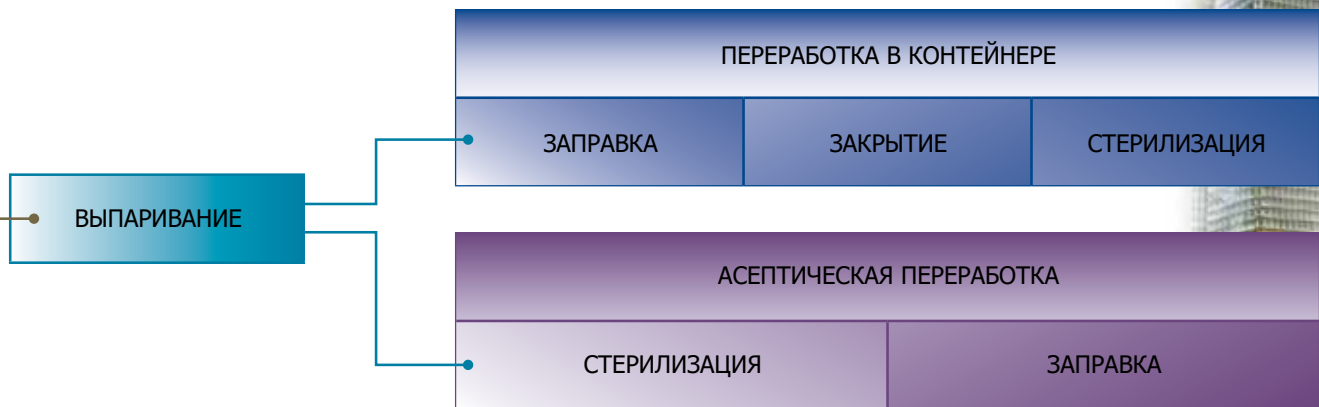 ПЕРЕРАБОТКА В КОНТЕЙНЕРЕ
ЗАПРАВКА
ЗАКРЫТИЕ
СТЕРИЛИЗАЦИЯ
ВЫПАРИВАНИЕ
АСЕПТИЧЕСКАЯ ПЕРЕРАБОТКА
СТЕРИЛИЗАЦИЯ
ЗАПРАВКА